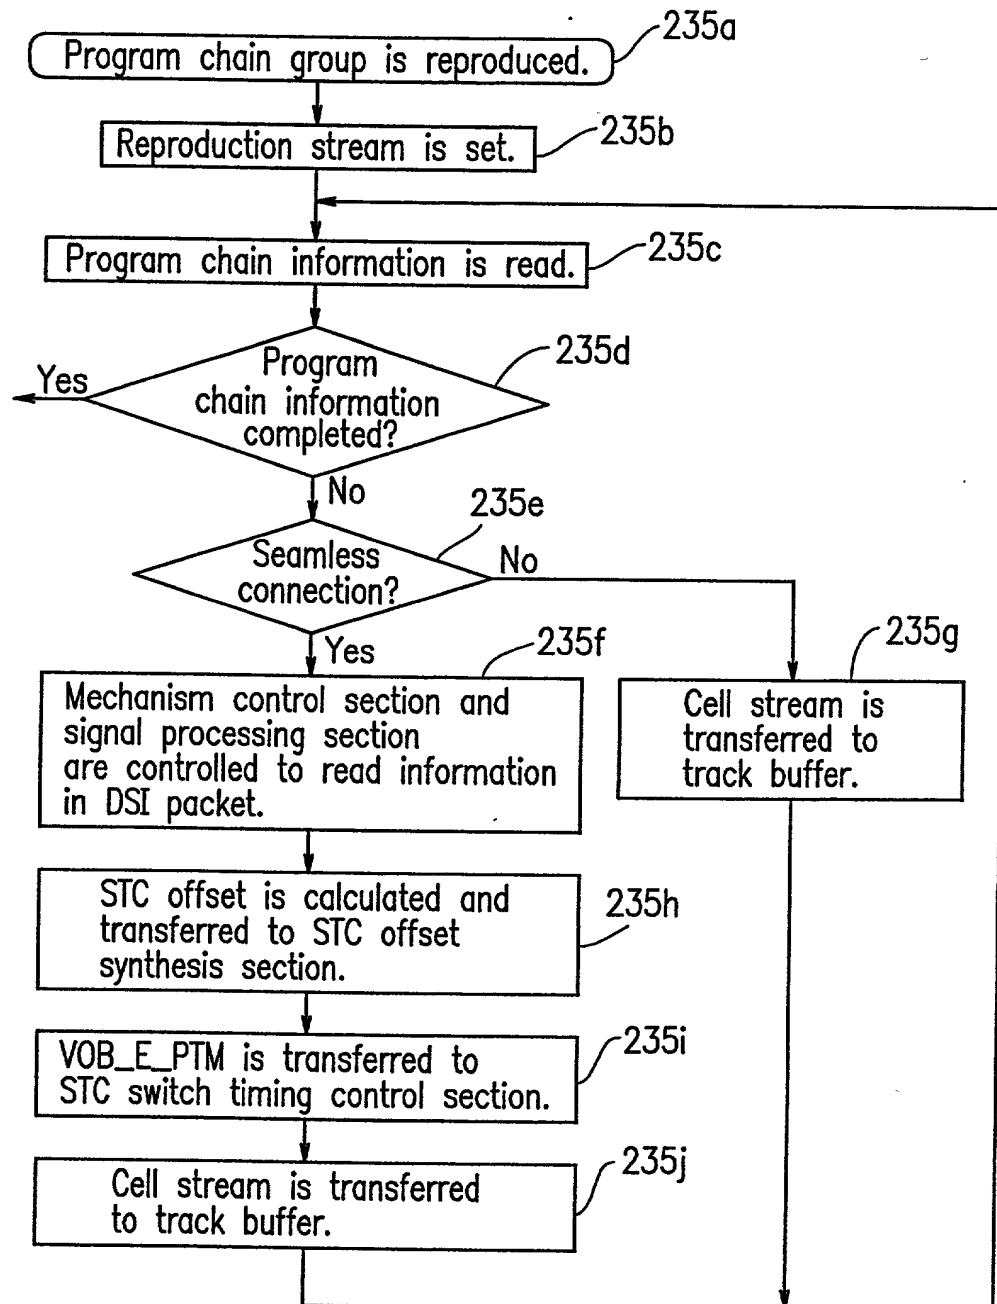 235a
Program chain group is reproduced.
235b
Reproduction stream is set.
235c
Program chain information is read.
235d
Program
chain information
completed?
Yes
No
235e
Seamless
connection?
No
Yes
235f
Mechanism control section and
signal processing section
are controlled to read information
in DSI packet.
235g
Cell stream is
transferred to
track buffer.
235h
STC offset is calculated and
transferred to STC offset
synthesis section.
235i
VOB_E_PTM is transferred to
STC switch timing control section.
235j
Cell stream is transferred
to track buffer.